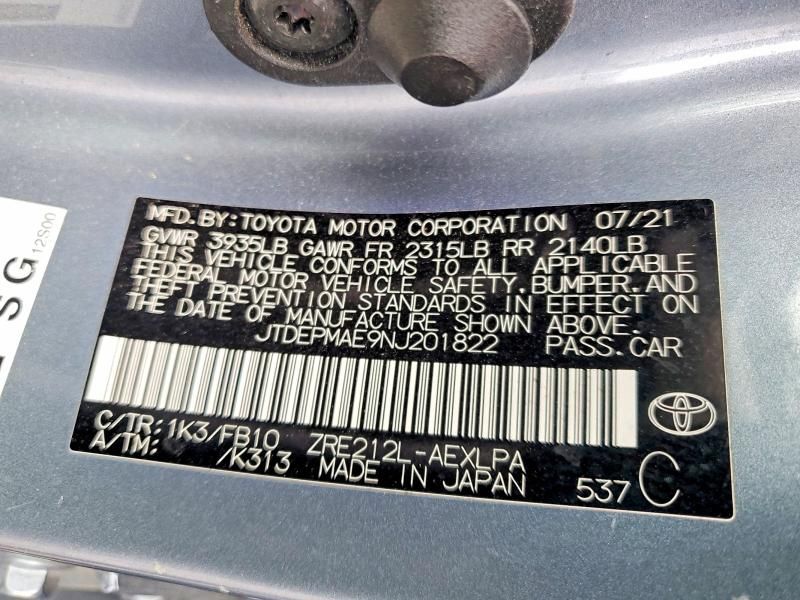 MFD.BY:TOYOTA MOTOR CORPORATION 07/21
GVWR 3935LB GAWR FR 2315LB RR 2140LB
THIS VEHICLE CONFORMS TO ALL APPLICABLE
FEDERAL MOTOR VEHICLE SAFETY,BUMPER,AND
THEFT PREVENTION STANDARDS IN EFFECT ON
THE DATE OF MANUFACTURE SHOWN ABOVE.
JTDEPMAE9NJ201822 PASS.CAR
C/TR:1K3/FB10 ZRE212L-AEXLPA
A/TM: /K313 MADE IN JAPAN 537 C
SG
12S00